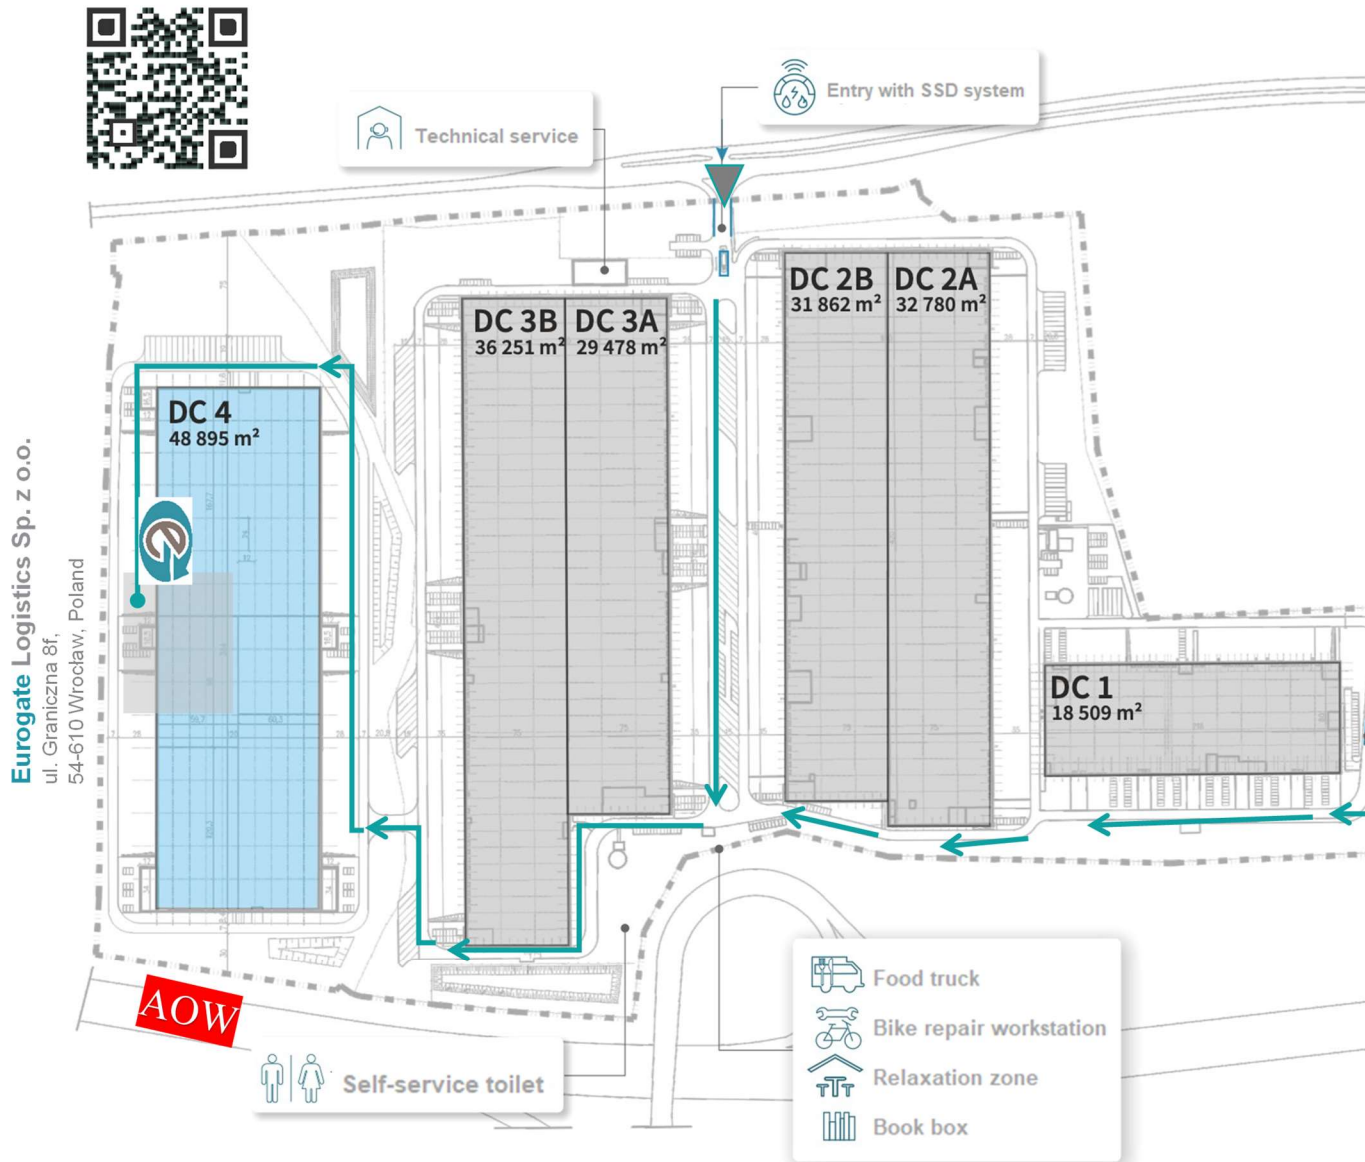 Entry with SSD system
Technical service
DC 2B
31 862 m²
DC 2A
32 780 m²
DC 3B
36 251 m²
DC 3A
29 478 m²
DC 4
48 895 m²
e
Eurogate Logistics Sp. z o.o.
ul. Graniczna 8f,
54-610 Wrocław, Poland
DC 1
18 509 m²
AOW
Self-service toilet
Food truck
Bike repair workstation
Relaxation zone
Book box